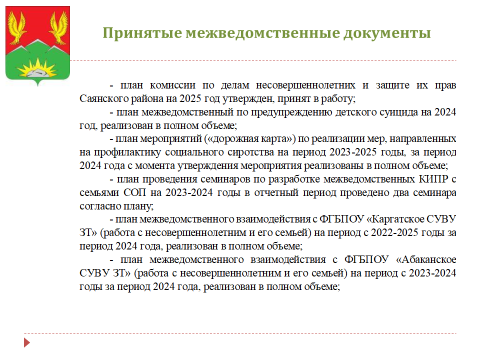 Принятые межведомственные документы
- план комиссии по делам несовершеннолетних и защите их прав
Саянского района на 2025 год утвержден, принят в работу;
- план межведомственный по предупреждению детского суицида на 2024
год, реализован в полном объеме;
- план мероприятий («дорожная карта») по реализации мер, направленных
на профилактику социального сиротства на период 2023-2025 годы, за период
2024 года с момента утверждения мероприятия реализованы в полном объеме;
- план проведения семинаров по разработке межведомственных КИПР с
семьями СОП на 2023-2024 годы в отчетный период проведено два семинара
согласно плану;
- план межведомственного взаимодействия с ФГБПОУ «Каргатское СУВУ
ЗТ» (работа с несовершеннолетним и его семьей) на период с 2022-2025 годы за
период 2024 года, реализован в полном объеме;
- план межведомственного взаимодействия с ФГБПОУ «Абаканское
СУВУ ЗТ» (работа с несовершеннолетним и его семьей) на период с 2023-2024
годы за период 2024 года, реализован в полном объеме;